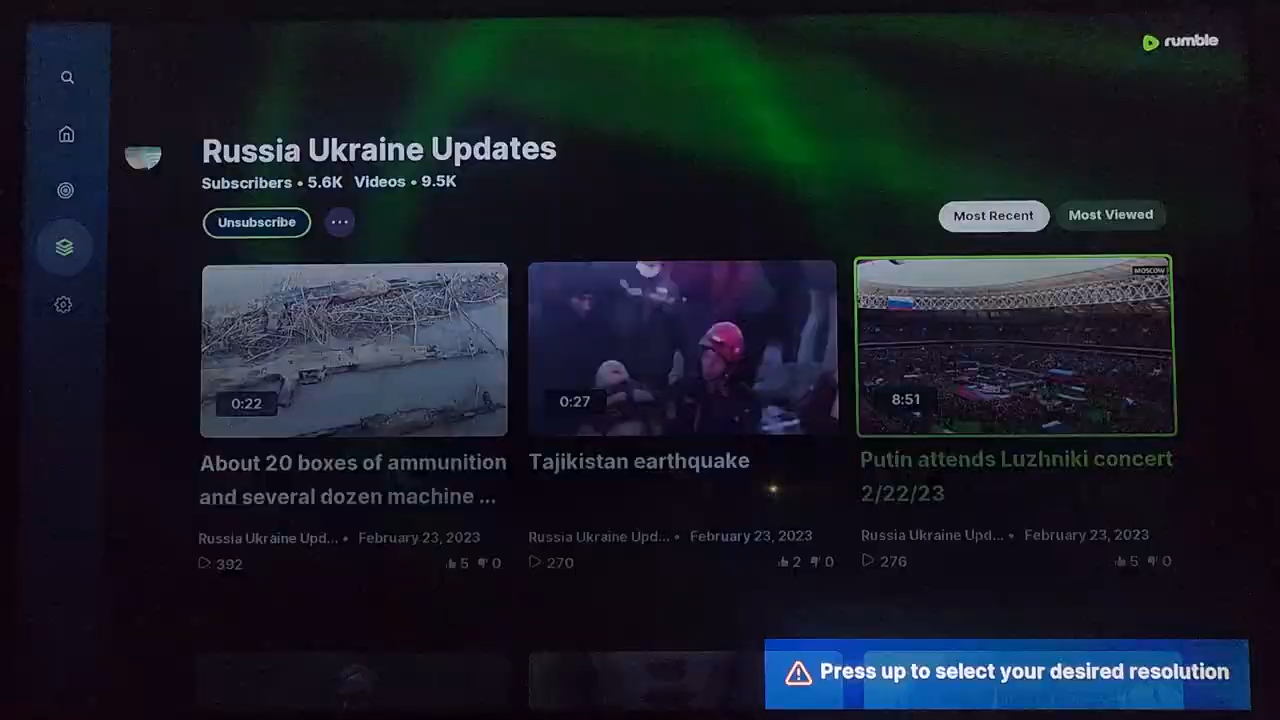 rumble
Russia Ukraine Updates
Subscribers • 5.6K Videos • 9.5K
Unsubscribe
Most Recent
Most Viewed
MOSCOW
0:22
0:27
8:51
About 20 boxes of ammunition
and several dozen machine ...
Russia Ukraine Upd... • February 23, 2023
392 5 0
Tajikistan earthquake
Russia Ukraine Upd... • February 23, 2023
270 2 0
Putin attends Luzhniki concert
2/22/23
Russia Ukraine Upd... • February 23, 2023
276 5 0
Press up to select your desired resolution